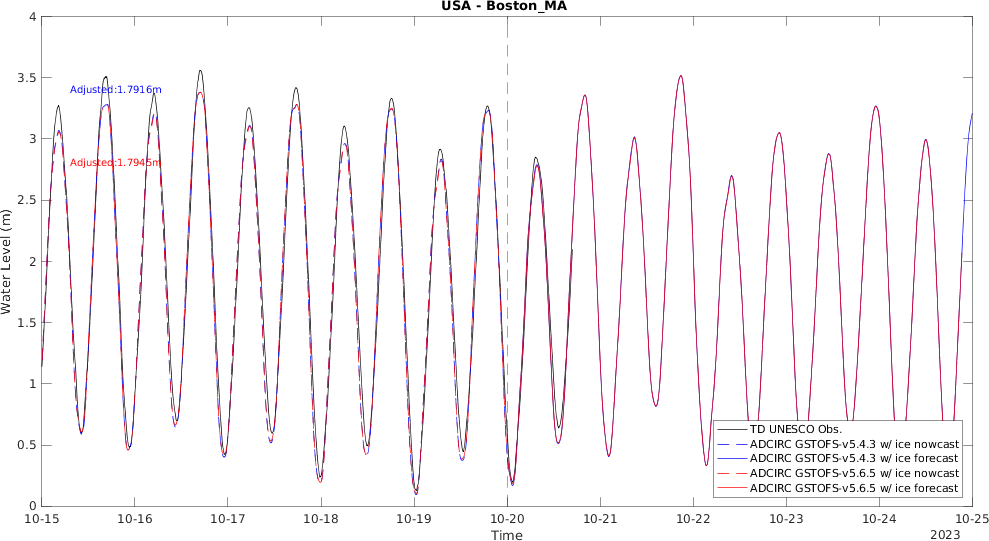 USA - Boston_MA
4
3.5
Adjusted:1.7916m
3
Adjusted:1.7945m
2.5
2
1.5
1
0.5
0
Water Level (m)
TD UNESCO Obs.
ADCIRC GSTOFS-v5.4.3 w/ ice nowcast
ADCIRC GSTOFS-v5.4.3 w/ ice forecast
ADCIRC GSTOFS-v5.6.5 w/ ice nowcast
ADCIRC GSTOFS-v5.6.5 w/ ice forecast
10-15 10-16 10-17 10-18 10-19 10-20 10-21 10-22 10-23 10-24 10-25
Time
2023